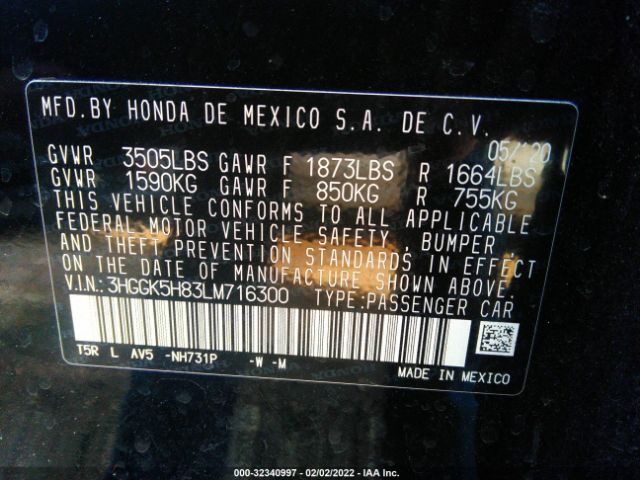 MFD.BY HONDA DE MEXICO S.A. DE C.V.
05/20
GVWR 3505LBS GAWR F 1873LBS R 1664LBS
GVWR 1590KG GAWR F 850KG R 755KG
THIS VEHICLE CONFORMS TO ALL APPLICABLE
FEDERAL MOTOR VEHICLE SAFETY, BUMPER,
AND THEFT PREVENTION STANDARDS IN EFFECT
ON THE DATE OF MANUFACTURE SHOWN ABOVE.
V.I.N.:3HGGK5H83LM716300 TYPE:PASSENGER CAR
T5R L AV5 -NH731P -W -M
MADE IN MEXICO
000-32340997 - 02/02/2022 - IAA Inc.